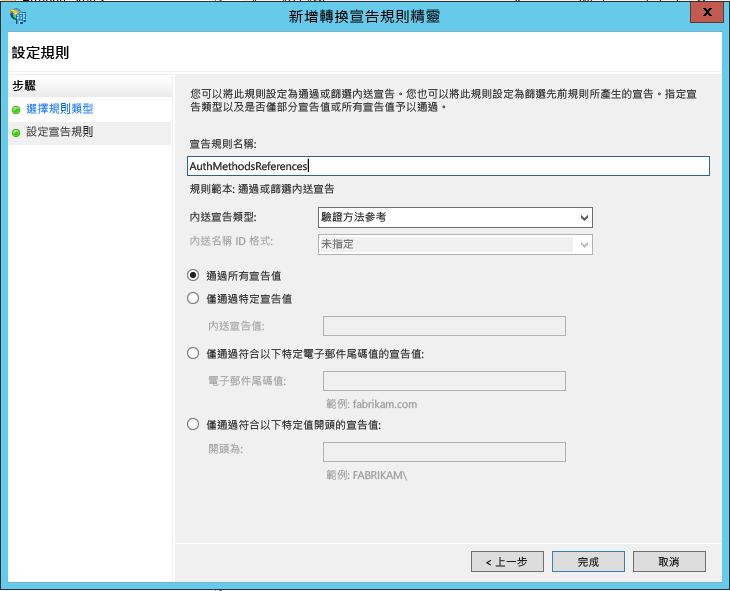 新增轉換宣告規則精靈
x
設定規則
步驟
選擇規則類型
設定宣告規則
您可以將此規則設定為通過或篩選內送宣告。您也可以將此規則設定為篩選先前規則所產生的宣告。指定宣
告類型以及是否僅部分宣告值或所有宣告值予以通過。
宣告規則名稱:
AuthMethodsReferences
規則範本: 通過或篩選內送宣告
內送宣告類型: 驗證方法參考
內送名稱 ID 格式: 未指定
通過所有宣告值
僅通過特定宣告值
內送宣告值:
僅通過符合以下特定電子郵件尾碼值的宣告值:
電子郵件尾碼值:
範例: fabrikam.com
僅通過符合以下特定值開頭的宣告值:
開頭為:
範例: FABRIKAM\
< 上一步 完成 取消